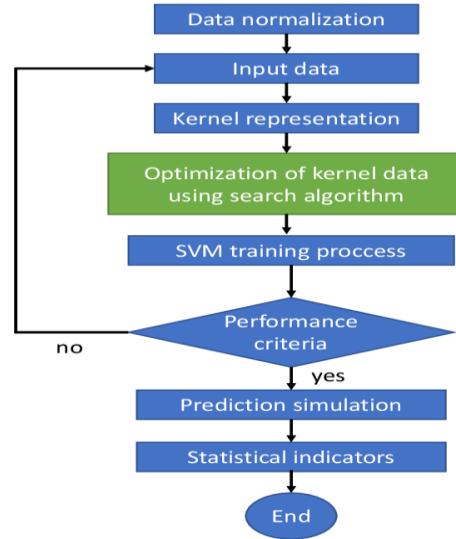 Data normalization
Input data
Kernel representation
Optimization of kernel data
using search algorithm
SVM training proccess
Performance
criteria
no
yes
Prediction simulation
Statistical indicators
End